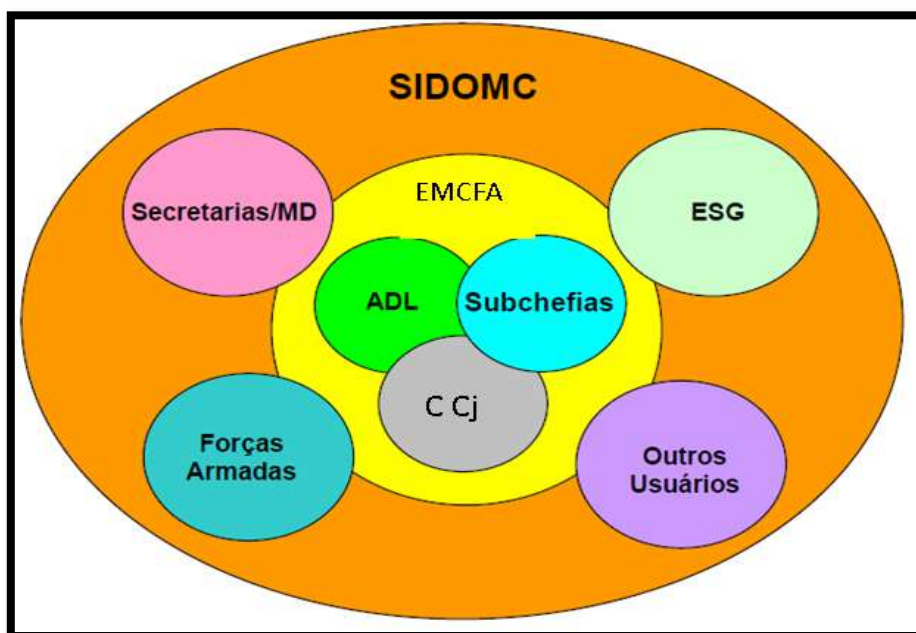 SIDOMC
EMCFA
Secretarias/MD
ESG
ADL
Subchefias
C Cj
Forças
Armadas
Outros
Usuários